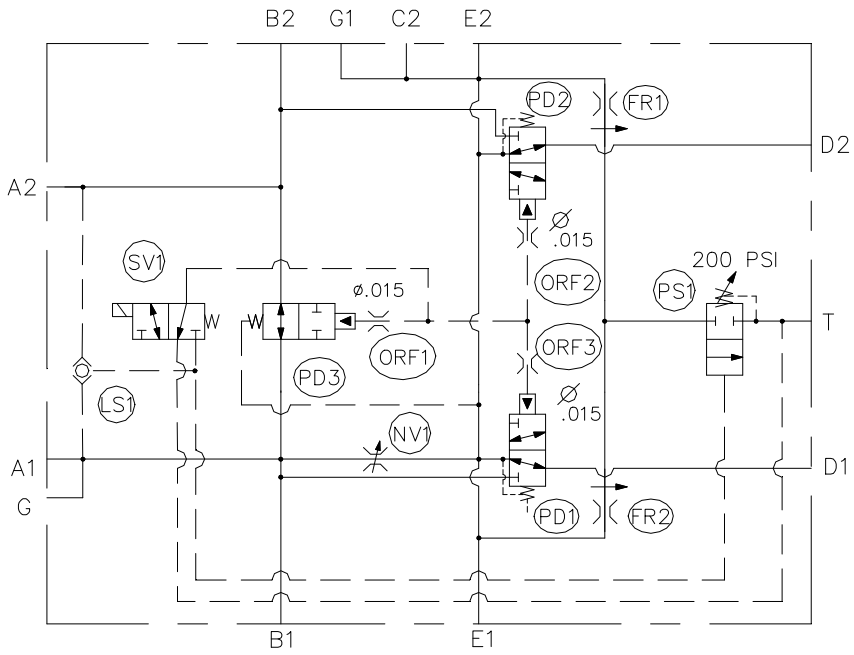 B2 G1 C2 E2
PD2 FR1
D2
A2
ø
.015
SV1
200 PSI
ø.015
ORF2
PS1
T
ORF1
ORF3
PD3
ø
.015
LS1
NV1
A1
D1
G
PD1 FR2
B1 E1